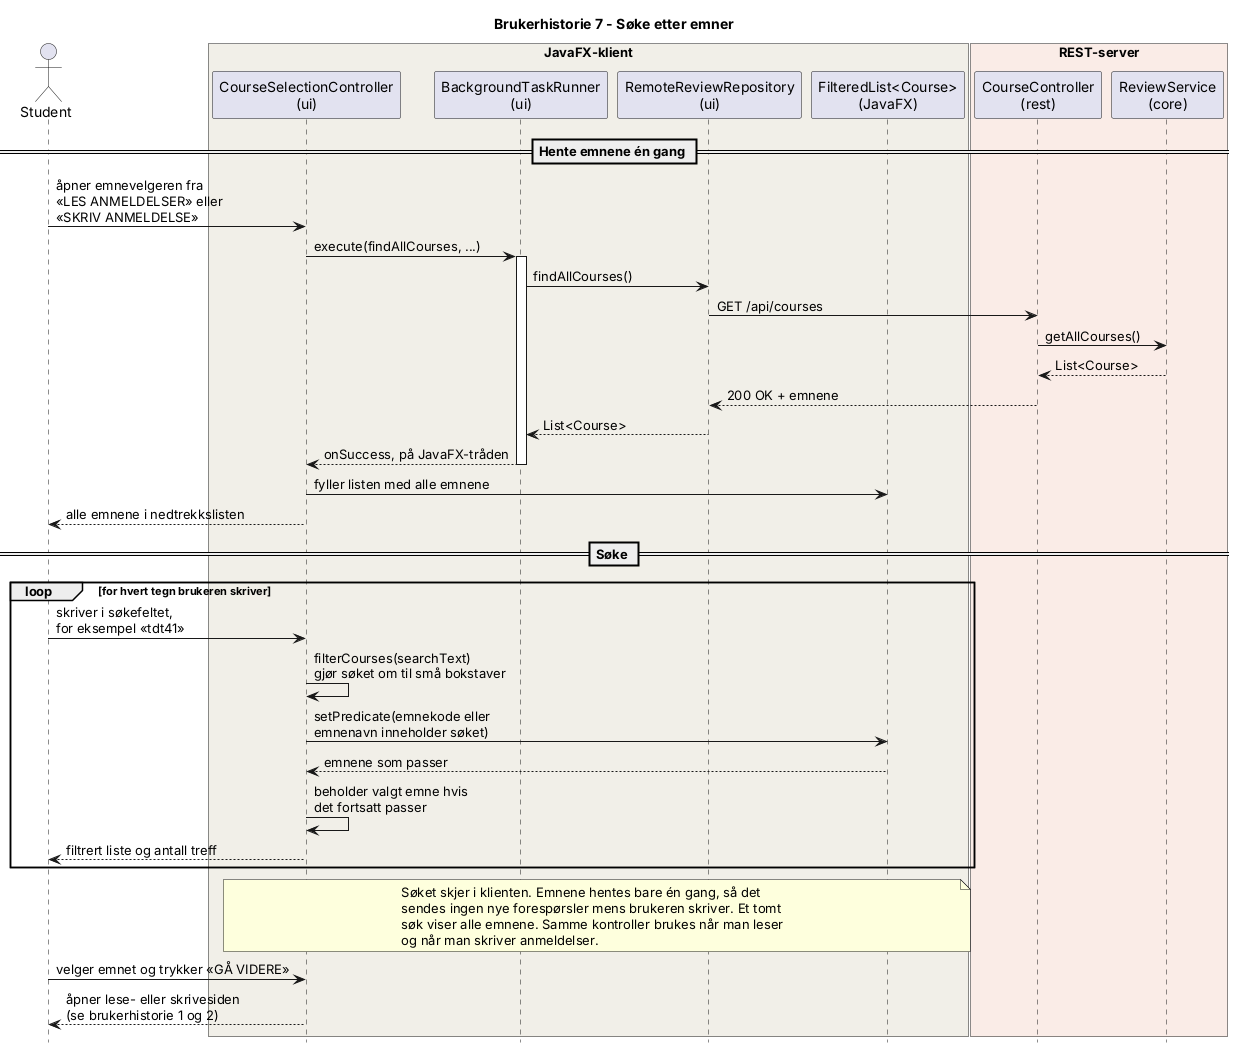 Brukerhistorie 7 - Søke etter emner
JavaFX-klient
REST-server
Student
CourseSelectionController
(ui)
BackgroundTaskRunner
(ui)
RemoteReviewRepository
(ui)
FilteredList<Course>
(JavaFX)
CourseController
(rest)
ReviewService
(core)
Hente emnene én gang
åpner emnevelgeren fra
«LES ANMELDELSER» eller
«SKRIV ANMELDELSE»
execute(findAllCourses, ...)
findAllCourses()
GET /api/courses
getAllCourses()
List<Course>
200 OK + emnene
List<Course>
onSuccess, på JavaFX-tråden
fyller listen med alle emnene
alle emnene i nedtrekkslisten
Søke
loop
[for hvert tegn brukeren skriver]
skriver i søkefeltet,
for eksempel «tdt41»
filterCourses(searchText)
gjør søket om til små bokstaver
setPredicate(emnekode eller
emnenavn inneholder søket)
emnene som passer
beholder valgt emne hvis
det fortsatt passer
filtrert liste og antall treff
Søket skjer i klienten. Emnene hentes bare én gang, så det
sendes ingen nye forespørsler mens brukeren skriver. Et tomt
søk viser alle emnene. Samme kontroller brukes når man leser
og når man skriver anmeldelser.
velger emnet og trykker «GÅ VIDERE»
åpner lese- eller skrivesiden
(se brukerhistorie 1 og 2)